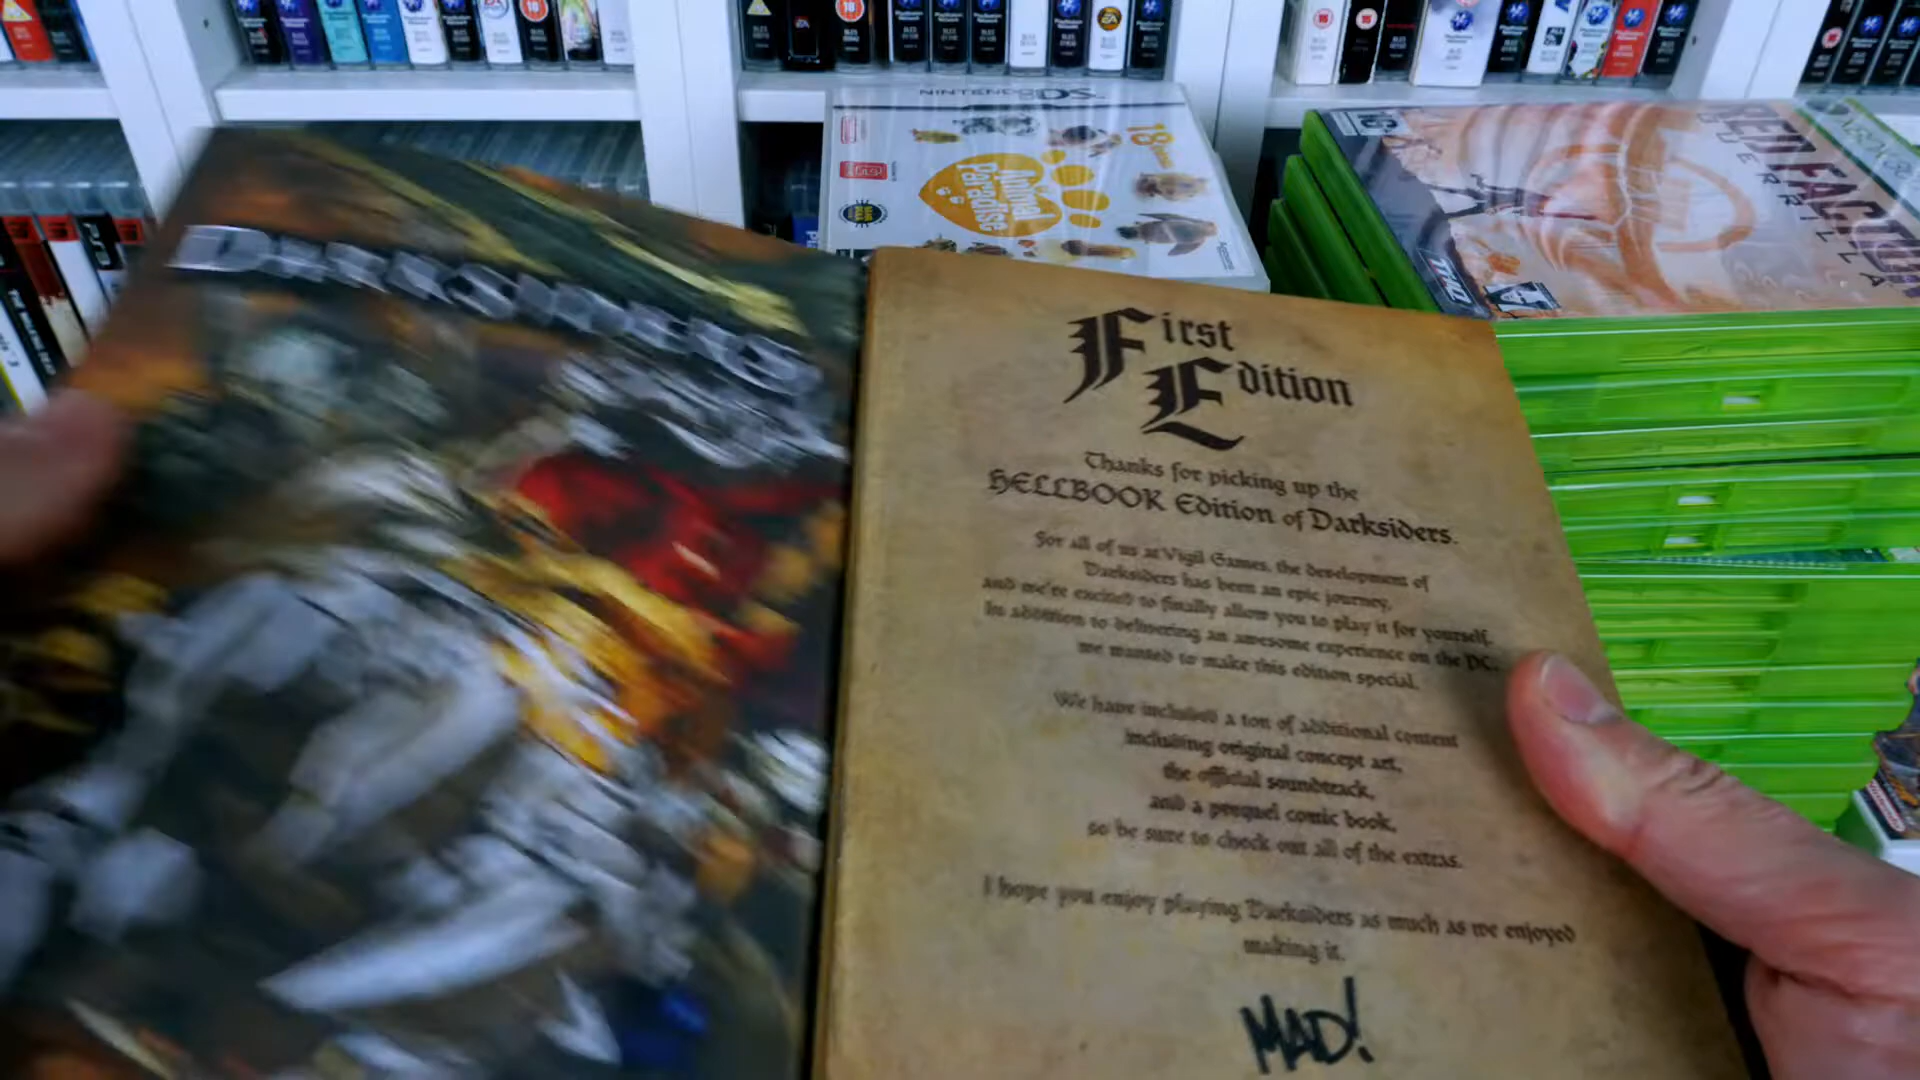 NINTENDO DS
18
Animal
Paradise
RED FACTION
GUERRILLA
XBOX 360
THQ
DARKSIDERS
First
Edition
Thanks for picking up the
HELLBOOK Edition of Darksiders.
For all of us at Vigil Games, the development of
Darksiders has been an epic journey,
and we're excited to finally allow you to play it for yourself.
In addition to delivering an awesome experience on the PC,
we wanted to make this edition special.
We have included a ton of additional content
including original concept art,
the official soundtrack,
and a prequel comic book,
so be sure to check out all of the extras.
I hope you enjoy playing Darksiders as much as we enjoyed
making it.
MAD!